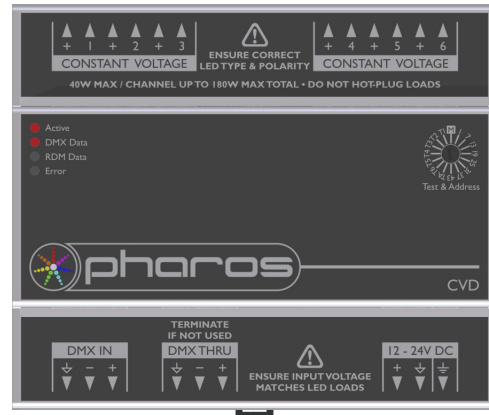 + 1 + 2 + 3
CONSTANT VOLTAGE
ENSURE CORRECT
LED TYPE & POLARITY
+ 4 + 5 + 6
CONSTANT VOLTAGE
40W MAX / CHANNEL UP TO 180W MAX TOTAL • DO NOT HOT-PLUG LOADS
Active
DMX Data
RDM Data
Error
Test & Address
pharos
CVD
DMX IN
- +
TERMINATE
IF NOT USED
DMX THRU
- +
ENSURE INPUT VOLTAGE
MATCHES LED LOADS
12 - 24V DC
+